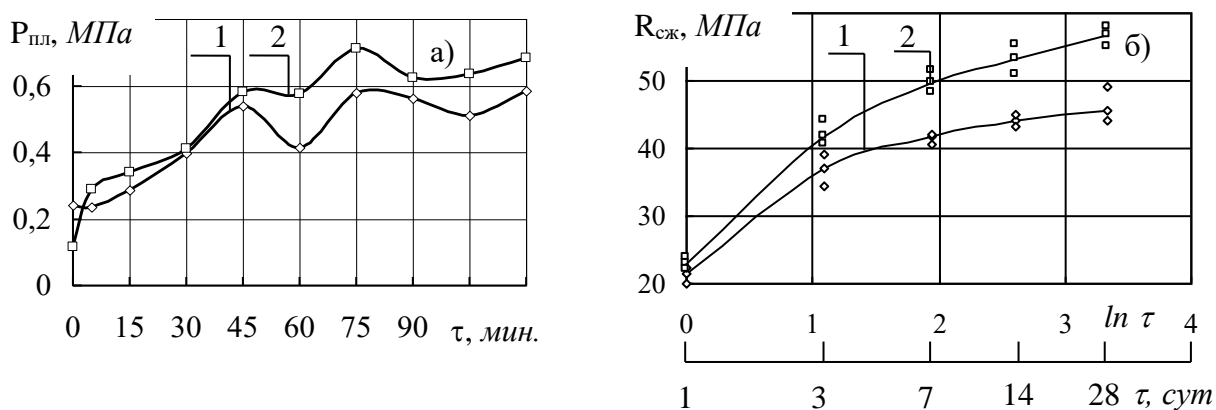 Pпл, МПа
1 2 а)
0,6
0,4
0,2
0
0 15 30 45 60 75 90 τ, мин.
Rсж, МПа
1 2 б)
50
40
30
20
0 1 2 3 ln τ 4
1 3 7 14 28 τ, сут